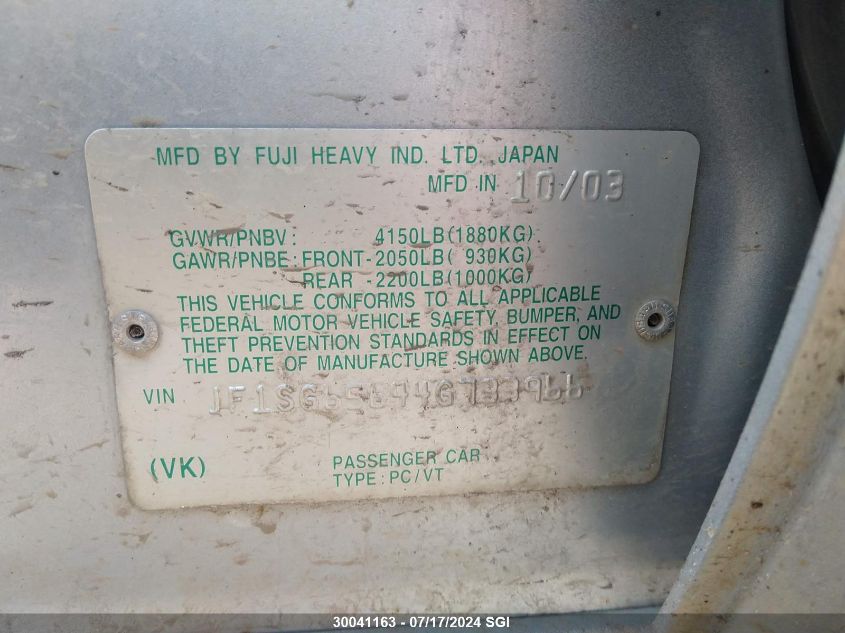 MFD BY FUJI HEAVY IND. LTD. JAPAN
MFD IN 10/03
GVWR/PNBV: 4150LB(1880KG)
GAWR/PNBE: FRONT-2050LB( 930KG)
REAR -2200LB(1000KG)
THIS VEHICLE CONFORMS TO ALL APPLICABLE
FEDERAL MOTOR VEHICLE SAFETY, BUMPER, AND
THEFT PREVENTION STANDARDS IN EFFECT ON
THE DATE OF MANUFACTURE SHOWN ABOVE.
VIN
(VK)
PASSENGER CAR
TYPE: PC/VT
30041163 - 07/17/2024 SGI